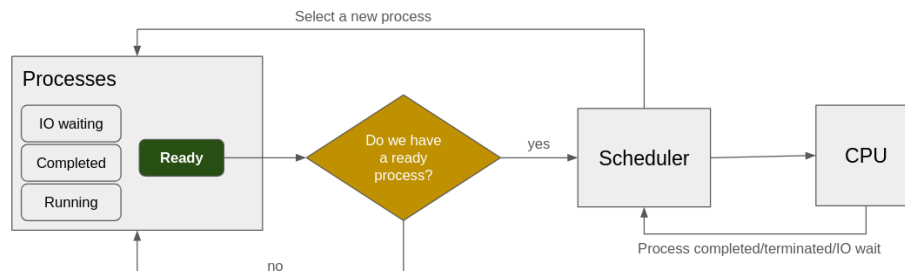 Select a new process
Processes
IO waiting
Completed
Running
Ready
Do we have
a ready
process?
yes
Scheduler
CPU
Process completed/terminated/IO wait
no